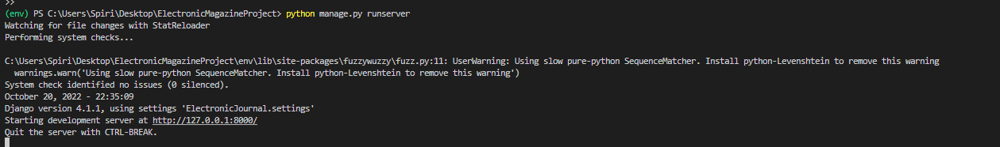 >>
(env) PS C:\Users\Spiri\Desktop\ElectronicMagazineProject> python manage.py runserver
Watching for file changes with StatReloader
Performing system checks...
C:\Users\Spiri\Desktop\ElectronicMagazineProject\env\lib\site-packages\fuzzywuzzy\fuzz.py:11: UserWarning: Using slow pure-python SequenceMatcher. Install python-Levenshtein to remove this warning
  warnings.warn('Using slow pure-python SequenceMatcher. Install python-Levenshtein to remove this warning')
System check identified no issues (0 silenced).
October 20, 2022 - 22:35:09
Django version 4.1.1, using settings 'ElectronicJournal.settings'
Starting development server at http://127.0.0.1:8000/
Quit the server with CTRL-BREAK.